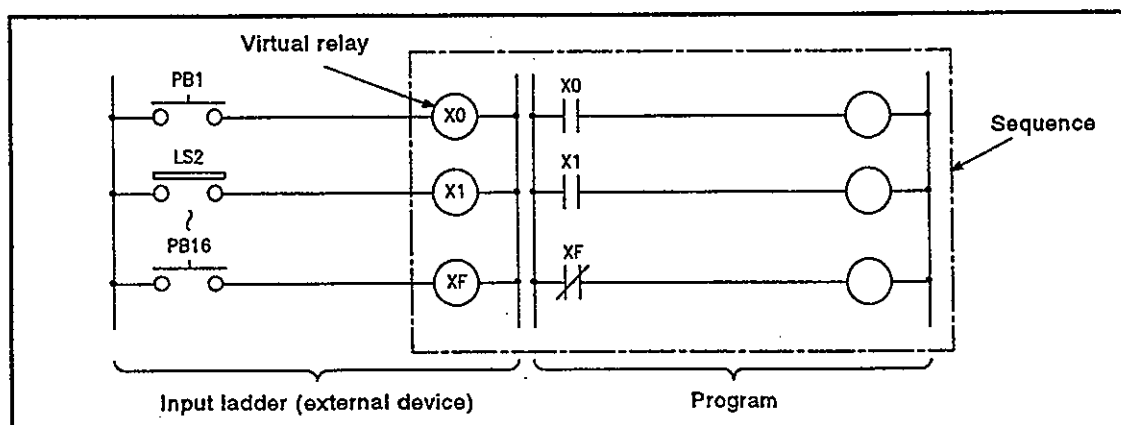 Virtual relay
PB1
X0
X0
Sequence
LS2
X1
X1
PB16
XF
XF
Input ladder (external device)
Program